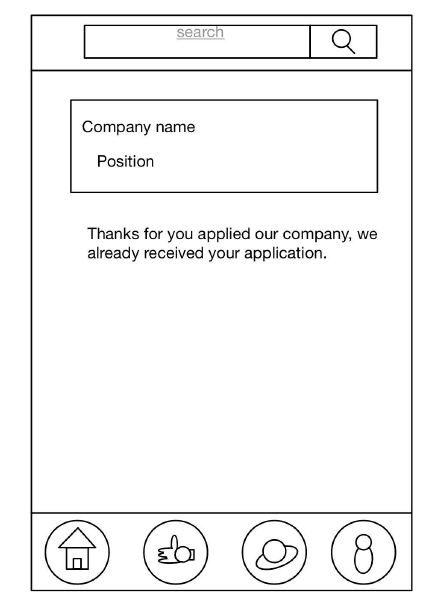 search
Company name
Position
Thanks for you applied our company, we
already received your application.